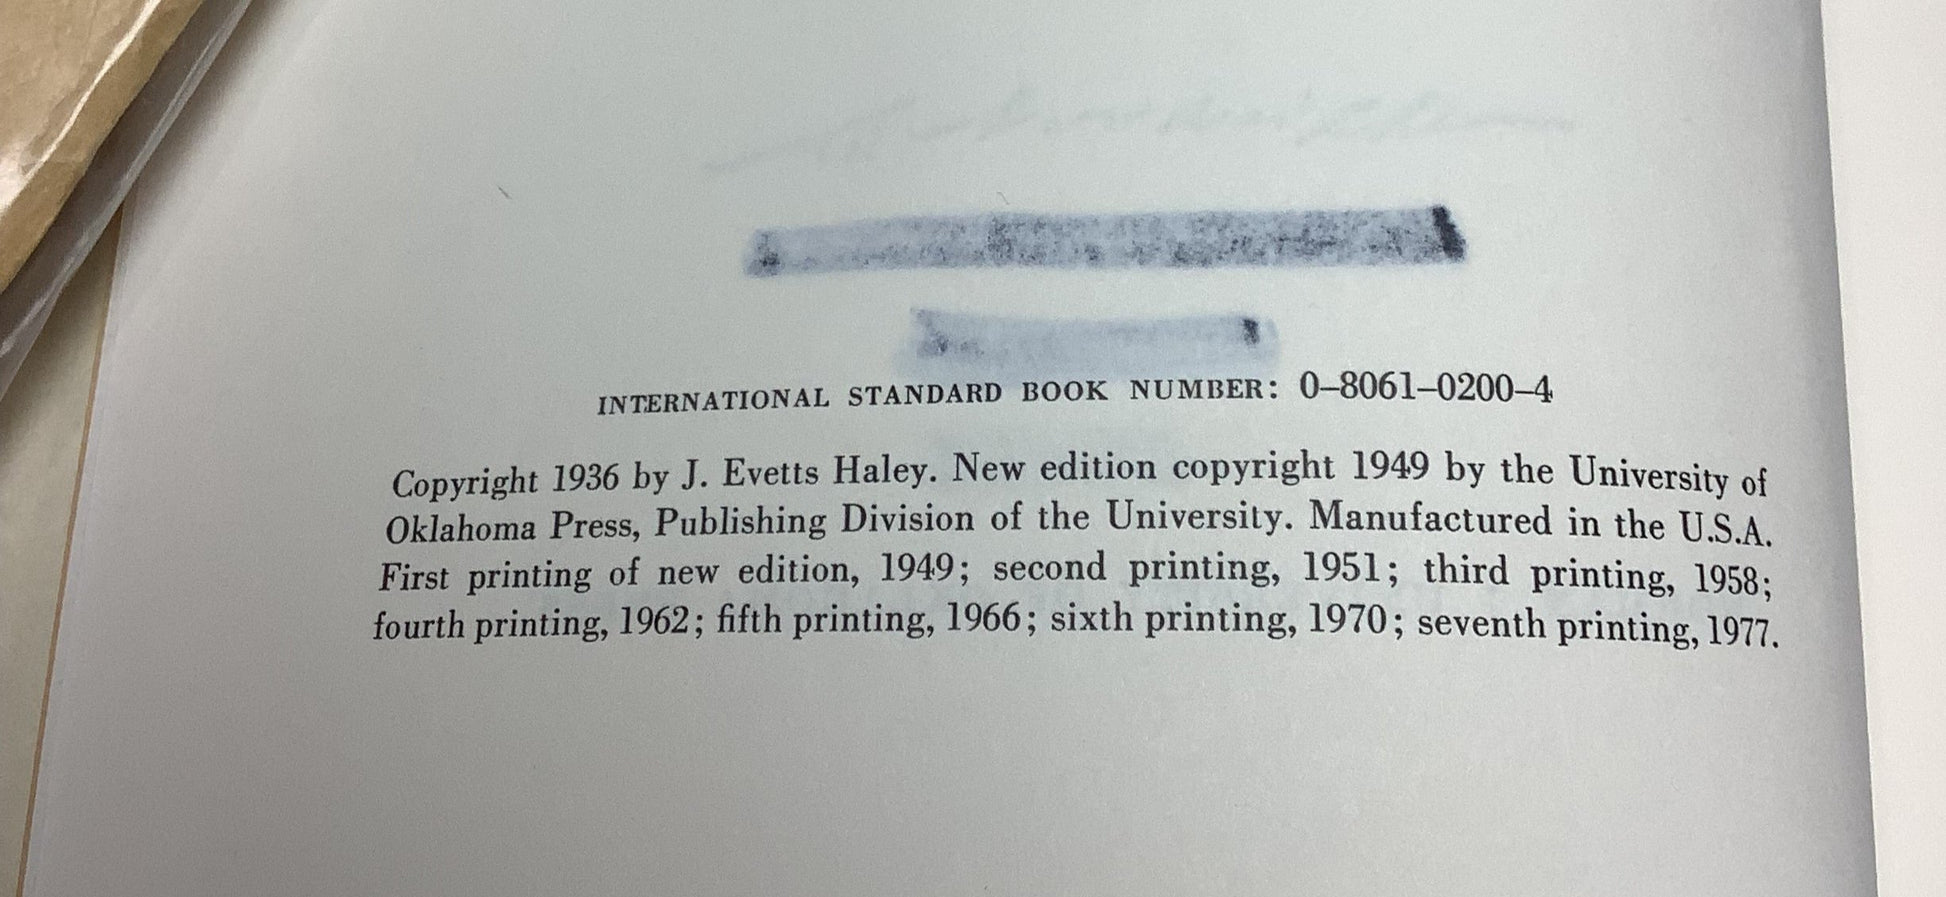 INTERNATIONAL STANDARD BOOK NUMBER: 0–8061–0200–4
Copyright 1936 by J. Evetts Haley. New edition copyright 1949 by the University of
Oklahoma Press, Publishing Division of the University. Manufactured in the U.S.A.
First printing of new edition, 1949; second printing, 1951; third printing, 1958;
fourth printing, 1962; fifth printing, 1966; sixth printing, 1970; seventh printing, 1977.